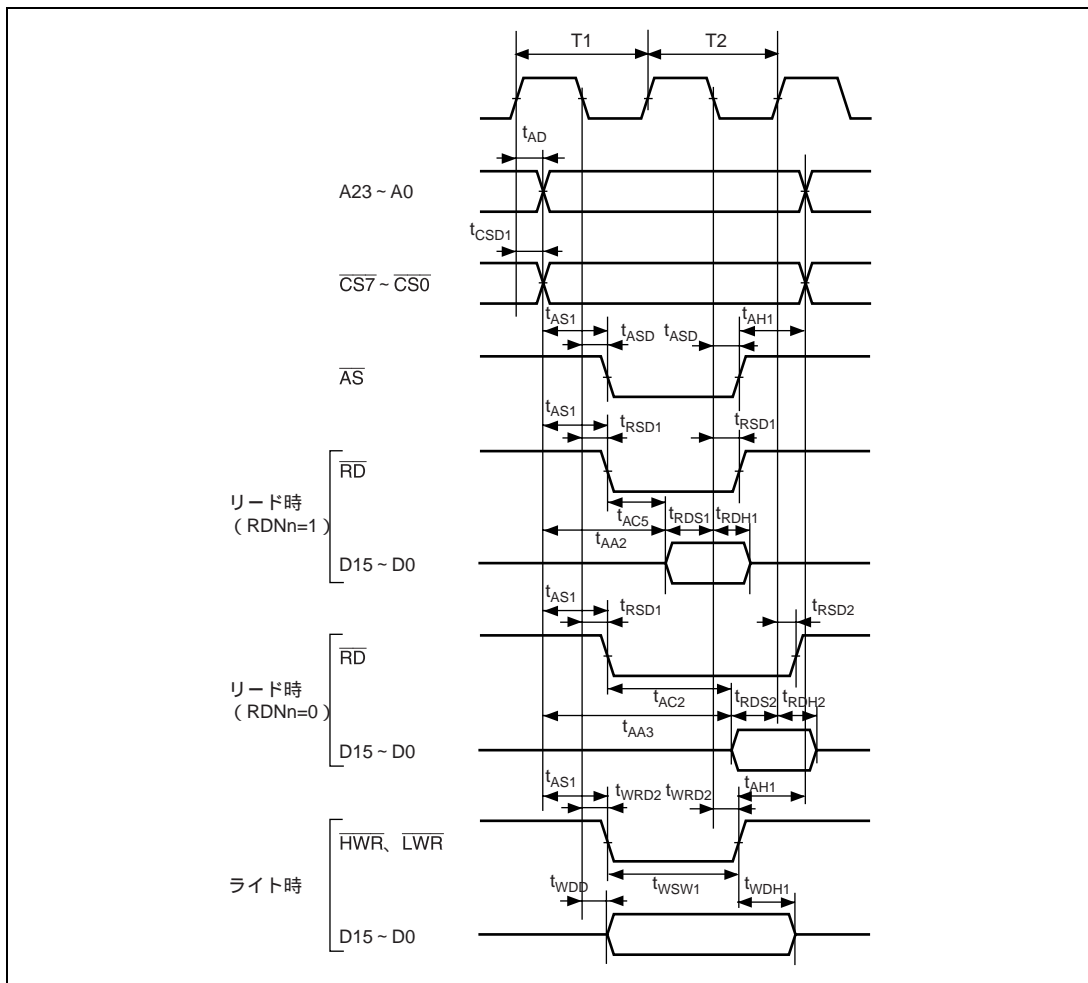 T1 T2
tAD
A23 ~ A0
tCSD1
CS7 ~ CS0
tAS1 tASD tASD tAH1
AS
tAS1 tRSD1 tRSD1
RD
リード時
( RDNn=1 )
tAC5 tRDS1 tRDH1
tAA2
D15 ~ D0
tAS1 tRSD1 tRSD2
RD
リード時
( RDNn=0 )
tAC2 tRDS2 tRDH2
tAA3
D15 ~ D0
tAS1 tWRD2 tWRD2 tAH1
HWR、LWR
ライト時
tWDD tWSW1 tWDH1
D15 ~ D0